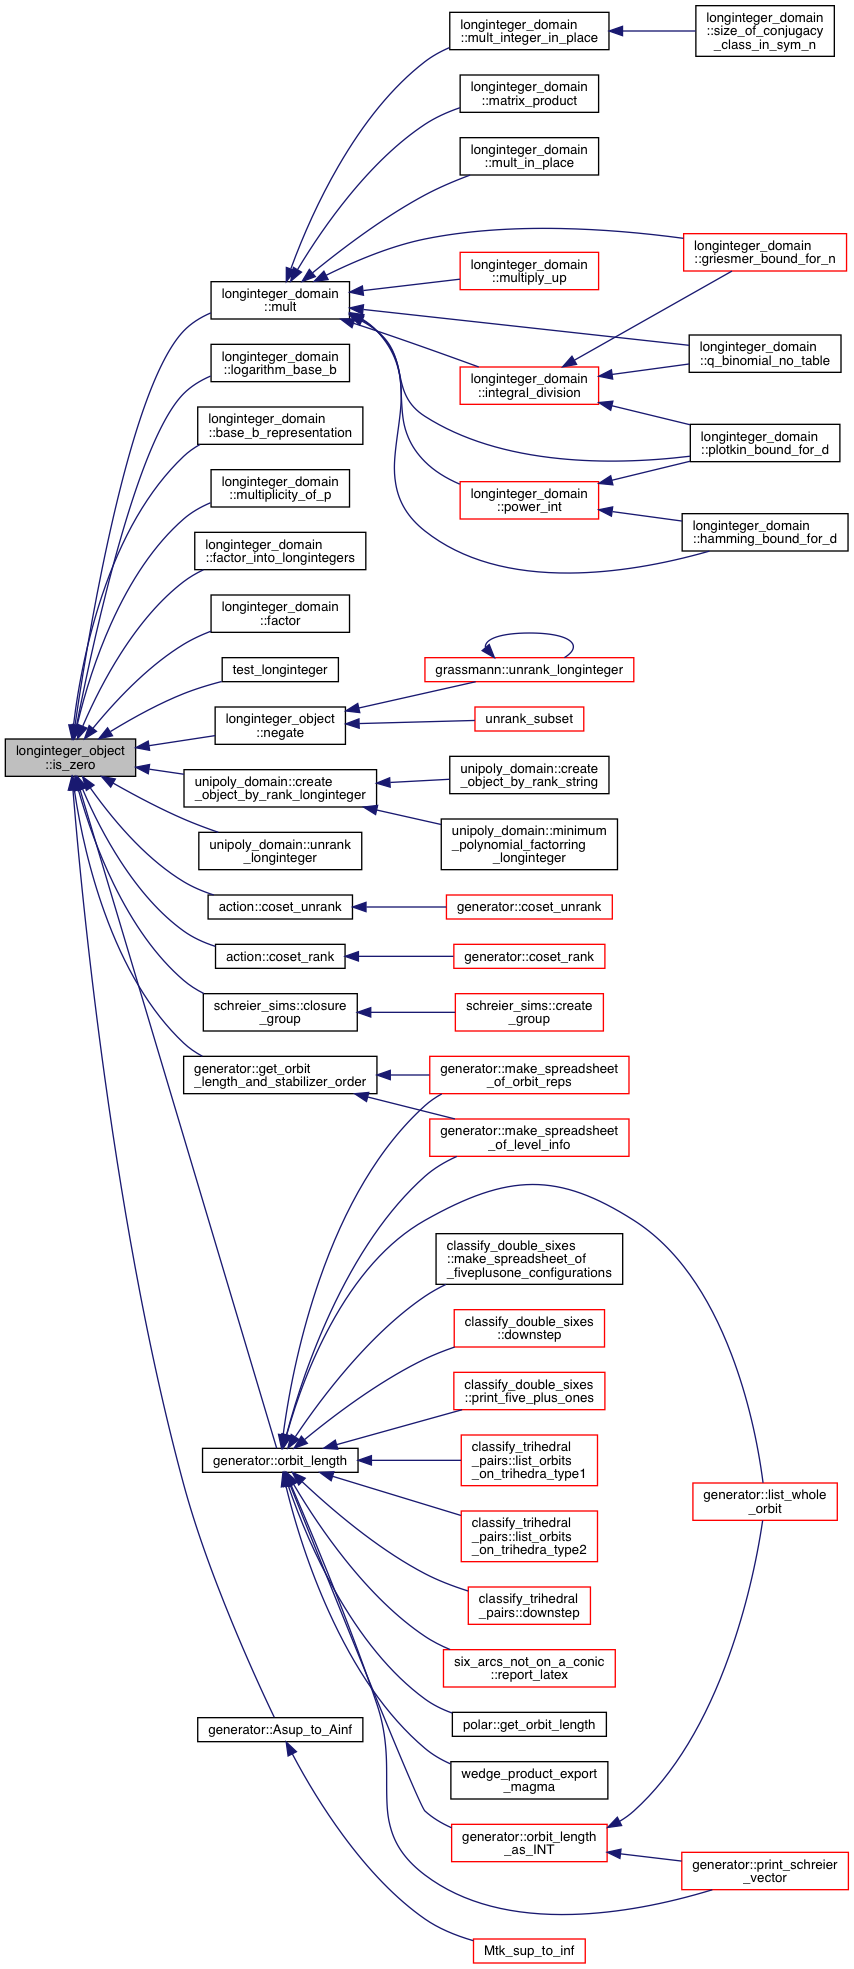 longinteger_domain
::mult_integer_in_place
longinteger_domain
::size_of_conjugacy
_class_in_sym_n
longinteger_domain
::matrix_product
longinteger_domain
::mult_in_place
longinteger_domain
::griesmer_bound_for_n
longinteger_domain
::multiply_up
longinteger_domain
::mult
longinteger_domain
::q_binomial_no_table
longinteger_domain
::logarithm_base_b
longinteger_domain
::integral_division
longinteger_domain
::base_b_representation
longinteger_domain
::plotkin_bound_for_d
longinteger_domain
::multiplicity_of_p
longinteger_domain
::power_int
longinteger_domain
::hamming_bound_for_d
longinteger_domain
::factor_into_longintegers
longinteger_domain
::factor
test_longinteger
grassmann::unrank_longinteger
longinteger_object
::negate
unrank_subset
longinteger_object
::is_zero
unipoly_domain::create
_object_by_rank_longinteger
unipoly_domain::create
_object_by_rank_string
unipoly_domain::unrank
_longinteger
unipoly_domain::minimum
_polynomial_factorring
_longinteger
action::coset_unrank
generator::coset_unrank
action::coset_rank
generator::coset_rank
schreier_sims::closure
_group
schreier_sims::create
_group
generator::get_orbit
_length_and_stabilizer_order
generator::make_spreadsheet
_of_orbit_reps
generator::make_spreadsheet
_of_level_info
classify_double_sixes
::make_spreadsheet_of
_fiveplusone_configurations
classify_double_sixes
::downstep
classify_double_sixes
::print_five_plus_ones
generator::orbit_length
classify_trihedral
_pairs::list_orbits
_on_trihedra_type1
generator::list_whole
_orbit
classify_trihedral
_pairs::list_orbits
_on_trihedra_type2
classify_trihedral
_pairs::downstep
six_arcs_not_on_a_conic
::report_latex
polar::get_orbit_length
generator::Asup_to_Ainf
wedge_product_export
_magma
generator::orbit_length
_as_INT
generator::print_schreier
_vector
Mtk_sup_to_inf